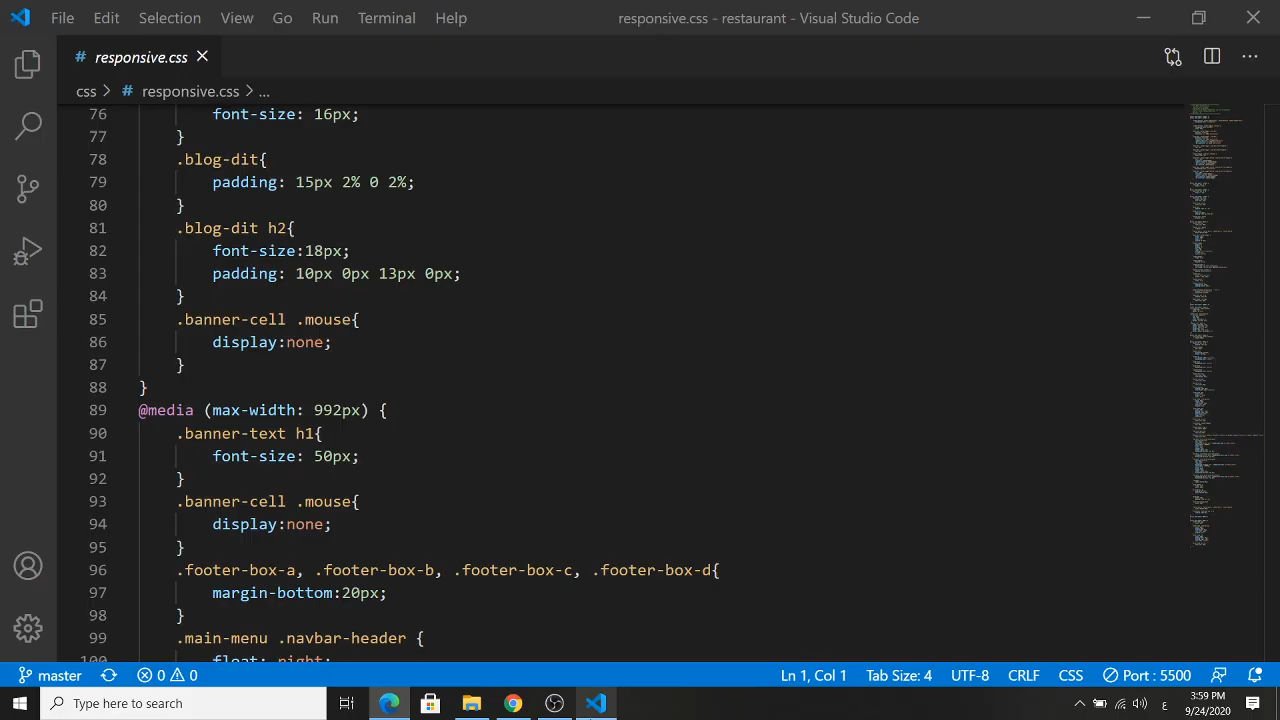 File Edit Selection View Go Run Terminal Help responsive.css - restaurant - Visual Studio Code
# responsive.css
css > # responsive.css > ...
76 font-size: 16px;
77 }
78 .blog-dit{
79 padding: 15px 2% 0 2%;
80 }
81 .blog-dit h2{
82 font-size:18px;
83 padding: 10px 0px 13px 0px;
84 }
85 .banner-cell .mouse{
86 display:none;
87 }
88 }
89 @media (max-width: 992px) {
90 .banner-text h1{
91 font-size: 50px;
92 }
93 .banner-cell .mouse{
94 display:none;
95 }
96 .footer-box-a, .footer-box-b, .footer-box-c, .footer-box-d{
97 margin-bottom:20px;
98 }
99 .main-menu .navbar-header {
100 float: right;
master 0 0 Ln 1, Col 1 Tab Size: 4 UTF-8 CRLF CSS Port : 5500
Type here to search
3:59 PM
9/24/2020